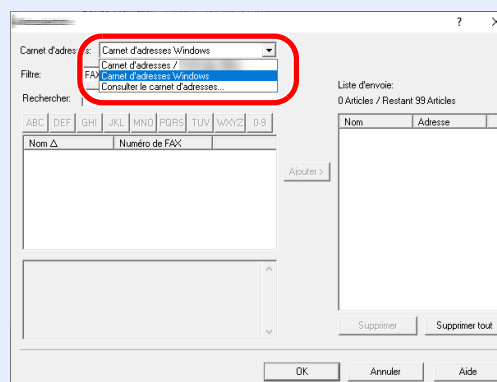 ?
Carnet d'adresses: Carnet d'adresses Windows
Carnet d'adresses /
Filtre: FAX
Carnet d'adresses Windows
Consulter le carnet d'adresses...
Rechercher:
Liste d'envoie:
0 Articles / Restant 99 Articles
ABC DEF GHI JKL MNO PQRS TUV WXYZ 0-9
Nom Numéro de FAX
Nom Adresse
Ajouter >
Supprimer Supprimer tout
OK Annuler Aide